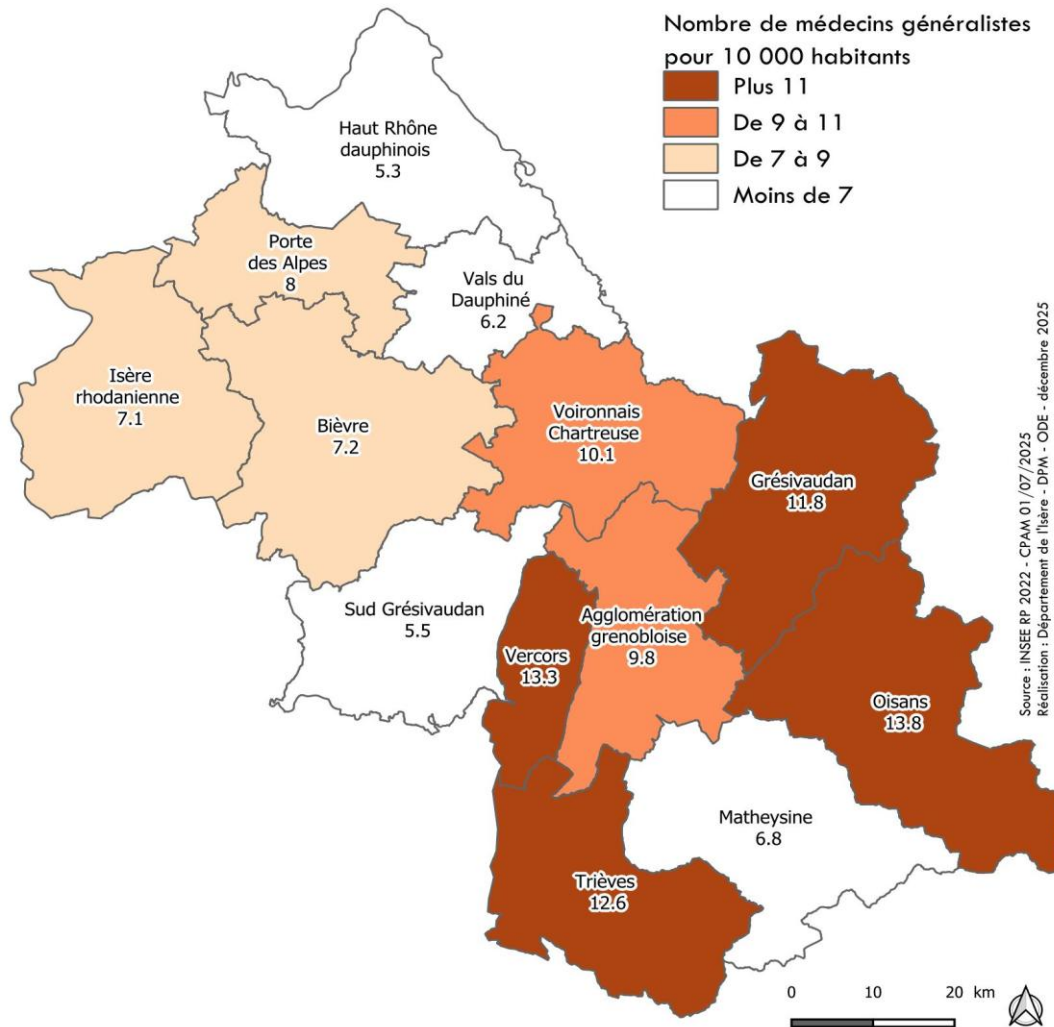 Nombre de médecins généralistes
pour 10 000 habitants
Plus 11
De 9 à 11
De 7 à 9
Moins de 7
Haut Rhône
dauphinois
5.3
Porte
des Alpes
8
Vals du
Dauphiné
6.2
Isère
rhodanienne
7.1
Bièvre
7.2
Voironnais
Chartreuse
10.1
Grésivaudan
11.8
Sud Grésivaudan
5.5
Vercors
13.3
Agglomération
grenobloise
9.8
Oisans
13.8
Matheysine
6.8
Trièves
12.6
Source : INSEE RP 2022 - CPAM 01/07/2025
Réalisation : Département de l'Isère - DPM - ODE - décembre 2025
0 10 20 km